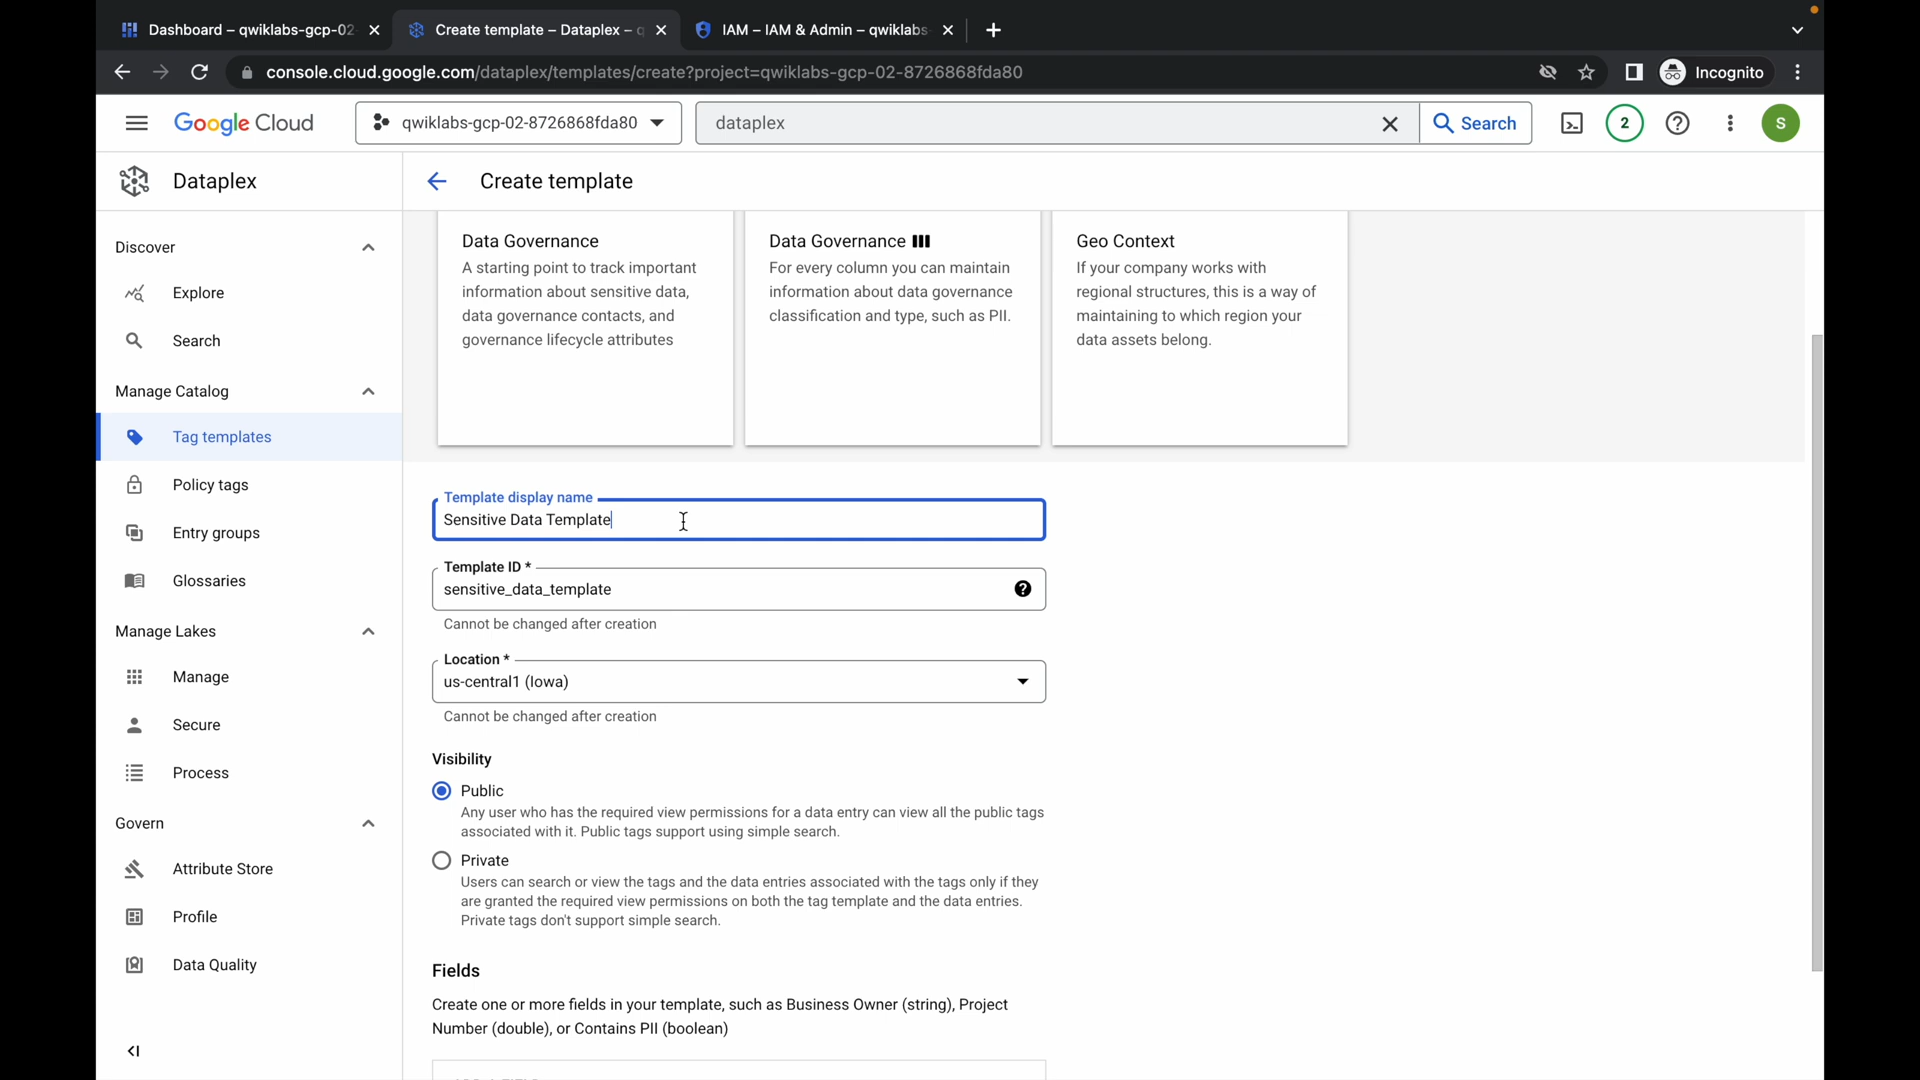 Dashboard – qwiklabs-gcp-02-
Create template – Dataplex – q
IAM – IAM & Admin – qwiklabs-
console.cloud.google.com/dataplex/templates/create?project=qwiklabs-gcp-02-8726868fda80
Incognito
Google Cloud
qwiklabs-gcp-02-8726868fda80
dataplex
Search
2
S
Dataplex
Create template
Discover
Explore
Search
Manage Catalog
Tag templates
Policy tags
Entry groups
Glossaries
Manage Lakes
Manage
Secure
Process
Govern
Attribute Store
Profile
Data Quality
Data Governance
A starting point to track important
information about sensitive data,
data governance contacts, and
governance lifecycle attributes
Data Governance
For every column you can maintain
information about data governance
classification and type, such as PII.
Geo Context
If your company works with
regional structures, this is a way of
maintaining to which region your
data assets belong.
Template display name
Sensitive Data Template
Template ID *
sensitive_data_template
Cannot be changed after creation
Location *
us-central1 (Iowa)
Cannot be changed after creation
Visibility
Public
Any user who has the required view permissions for a data entry can view all the public tags
associated with it. Public tags support using simple search.
Private
Users can search or view the tags and the data entries associated with the tags only if they
are granted the required view permissions on both the tag template and the data entries.
Private tags don't support simple search.
Fields
Create one or more fields in your template, such as Business Owner (string), Project
Number (double), or Contains PII (boolean)